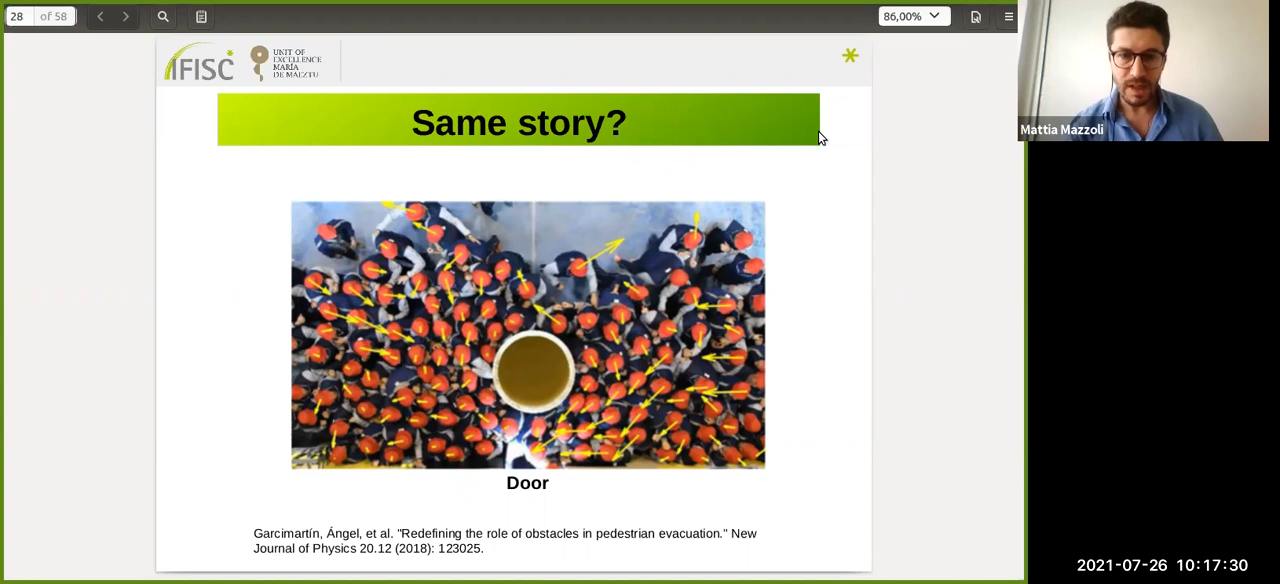 28 of 58
86,00%
IFISC
UNIT OF
EXCELLENCE
MARÍA
DE MAEZTU
Same story?
Mattia Mazzoli
Door
Garcimartín, Ángel, et al. "Redefining the role of obstacles in pedestrian evacuation." New
Journal of Physics 20.12 (2018): 123025.
2021-07-26 10:17:30